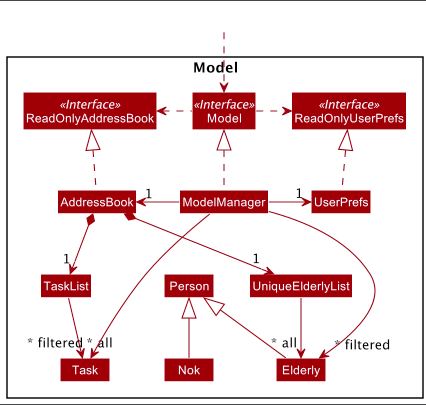 Model
«Interface»
ReadOnlyAddressBook
«Interface»
Model
«Interface»
ReadOnlyUserPrefs
AddressBook
1
ModelManager
1
UserPrefs
1
1
TaskList
Person
UniqueElderlyList
* filtered
* all
* all
* filtered
Task
Nok
Elderly